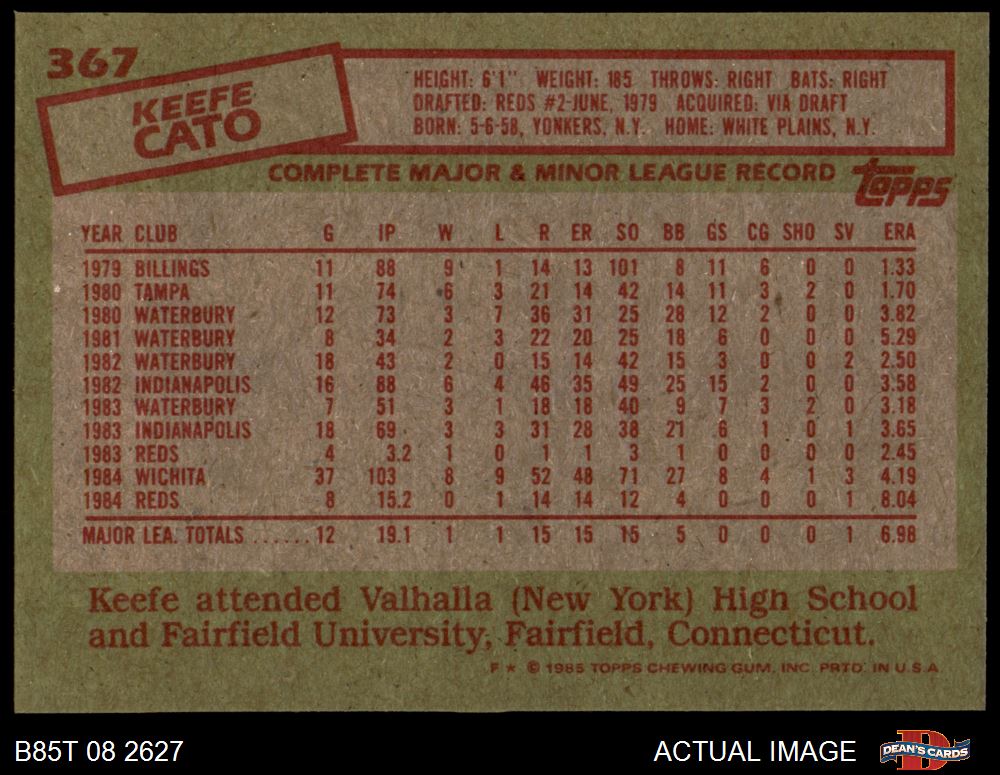 367
KEEFE
CATO
HEIGHT: 6'1" WEIGHT: 185 THROWS: RIGHT BATS: RIGHT
DRAFTED: REDS #2-JUNE, 1979 ACQUIRED: VIA DRAFT
BORN: 5-6-58, YONKERS, N.Y. HOME: WHITE PLAINS, N.Y.
COMPLETE MAJOR & MINOR LEAGUE RECORD topps
YEAR CLUB G IP W L R ER SO BB GS CG SHO SV ERA
1979 BILLINGS 11 88 9 1 14 13 101 8 11 6 0 0 1.33
1980 TAMPA 11 74 6 3 21 14 42 14 11 3 2 0 1.70
1980 WATERBURY 12 73 3 7 36 31 25 28 12 2 0 0 3.82
1981 WATERBURY 8 34 2 3 22 20 25 18 6 0 0 0 5.29
1982 WATERBURY 18 43 2 0 15 14 42 15 3 0 0 2 2.50
1982 INDIANAPOLIS 16 88 6 4 46 35 49 25 15 2 0 0 3.58
1983 WATERBURY 7 51 3 1 18 18 40 9 7 3 2 0 3.18
1983 INDIANAPOLIS 18 69 3 3 31 28 38 21 6 1 0 1 3.65
1983 REDS 4 3.2 1 0 1 1 3 1 0 0 0 0 2.45
1984 WICHITA 37 103 8 9 52 48 71 27 8 4 1 3 4.19
1984 REDS 8 15.2 0 1 14 14 12 4 0 0 0 1 8.04
MAJOR LEA. TOTALS ......12 19.1 1 1 15 15 15 5 0 0 0 1 6.98
Keefe attended Valhalla (New York) High School
and Fairfield University, Fairfield, Connecticut.
F * © 1985 TOPPS CHEWING GUM, INC. PRTD. IN U.S.A.
B85T 08 2627 ACTUAL IMAGE D DEAN'S CARDS